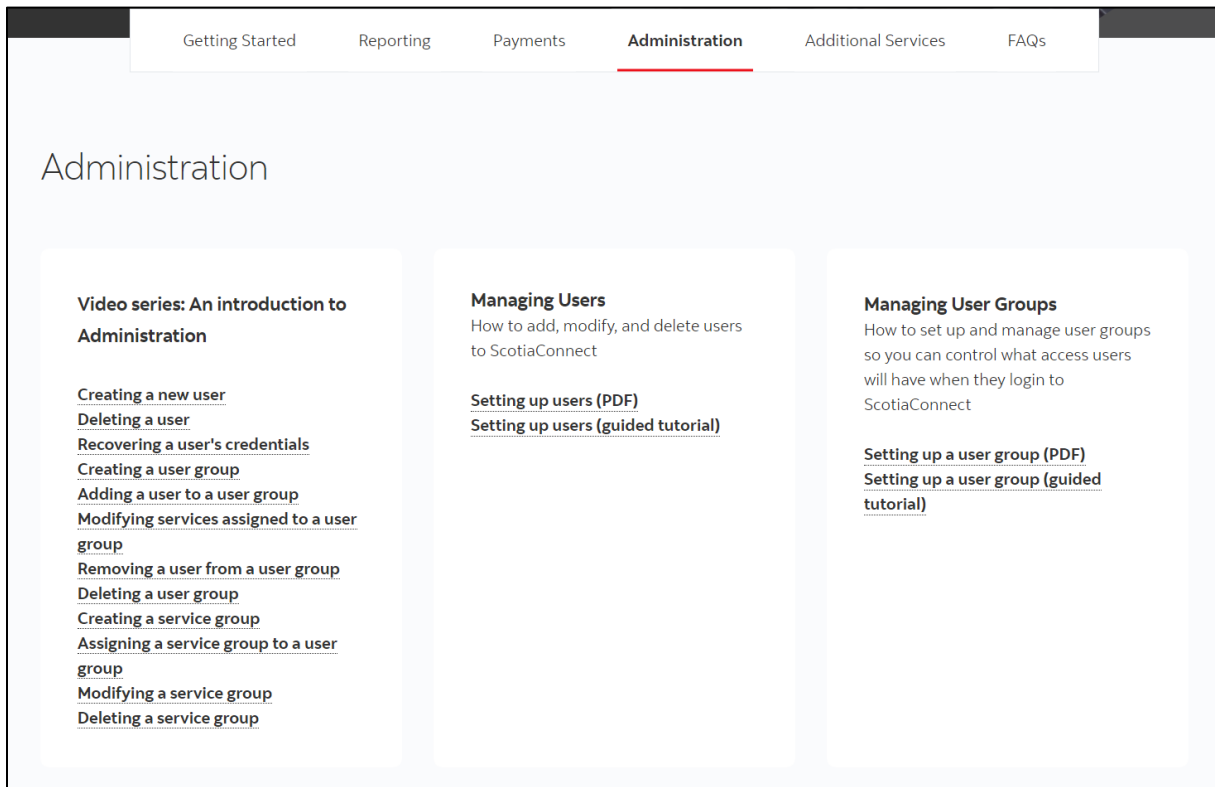 Getting Started Reporting Payments Administration Additional Services FAQs
Administration
Video series: An introduction to
Administration
Creating a new user
Deleting a user
Recovering a user's credentials
Creating a user group
Adding a user to a user group
Modifying services assigned to a user
group
Removing a user from a user group
Deleting a user group
Creating a service group
Assigning a service group to a user
group
Modifying a service group
Deleting a service group
Managing Users
How to add, modify, and delete users
to ScotiaConnect
Setting up users (PDF)
Setting up users (guided tutorial)
Managing User Groups
How to set up and manage user groups
so you can control what access users
will have when they login to
ScotiaConnect
Setting up a user group (PDF)
Setting up a user group (guided
tutorial)